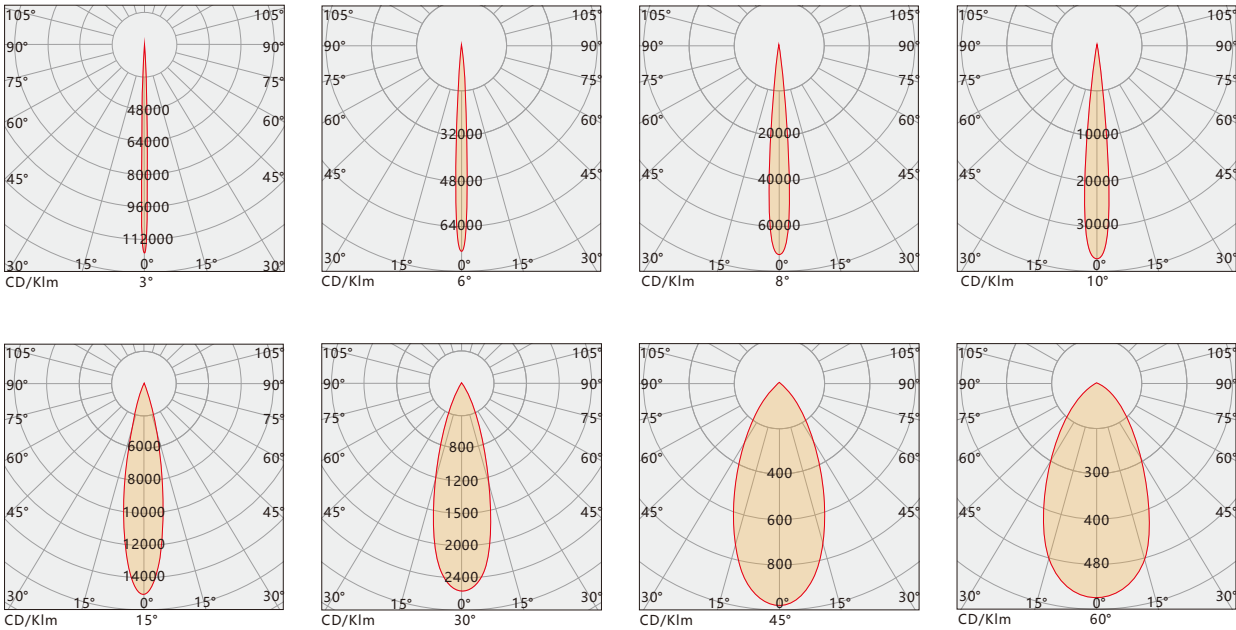 105° 105° 105° 105° 105° 105° 105° 105°
90° 90° 90° 90° 90° 90° 90° 90°
75° 75° 75° 75° 75° 75° 75° 75°
48000
60° 60° 60° 32000 60° 60° 20000 60° 60° 10000 60°
64000
45° 80000 45° 45° 48000 45° 45° 40000 45° 45° 20000 45°
96000
112000 64000 60000 30000
30° 15° 0° 15° 30° 30° 15° 0° 15° 30° 30° 15° 0° 15° 30° 30° 15° 0° 15° 30°
CD/Klm 3° CD/Klm 6° CD/Klm 8° CD/Klm 10°
105° 105° 105° 105° 105° 105° 105° 105°
90° 90° 90° 90° 90° 90° 90° 90°
75° 75° 75° 75° 75° 75° 75° 75°
6000 800
60° 60° 60° 60° 60° 60° 60° 60°
8000 1200 400 300
45° 10000 45° 45° 1500 45° 45° 600 45° 45° 400 45°
12000 2000
14000 2400 800 480
30° 15° 0° 15° 30° 30° 15° 0° 15° 30° 30° 15° 0° 15° 30° 30° 15° 0° 15° 30°
CD/Klm 15° CD/Klm 30° CD/Klm 45° CD/Klm 60°